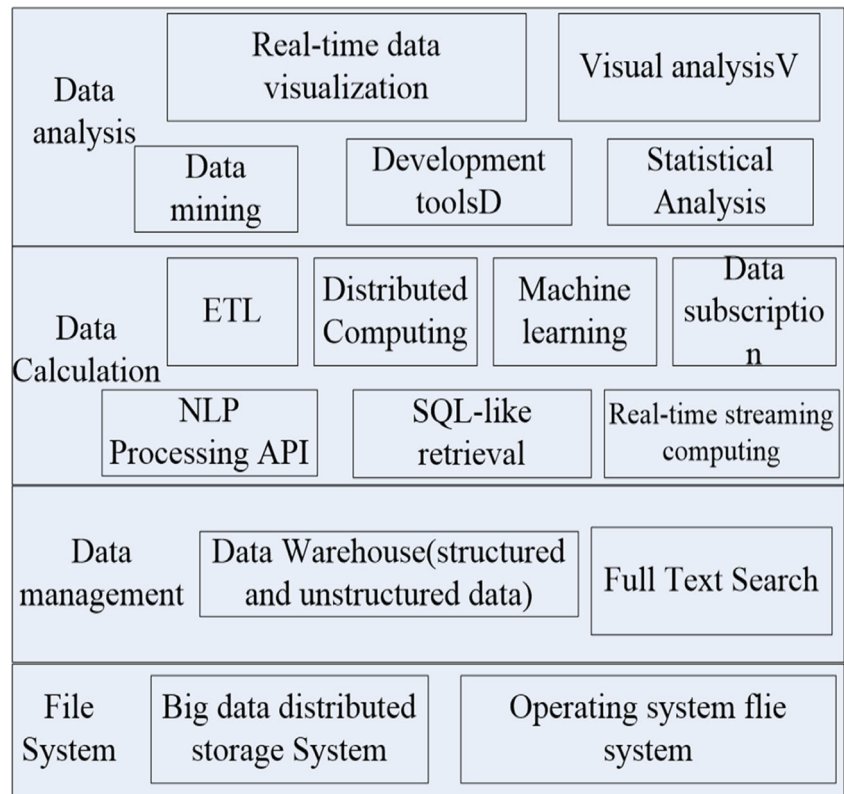 Real-time data
visualization
Visual analysisV
Data
analysis
Data
mining
Development
toolsD
Statistical
Analysis
ETL
Distributed
Computing
Machine
learning
Data
subscriptio
n
Data
Calculation
NLP
Processing API
SQL-like
retrieval
Real-time streaming
computing
Data
management
Data Warehouse(structured
and unstructured data)
Full Text Search
File
System
Big data distributed
storage System
Operating system flie
system